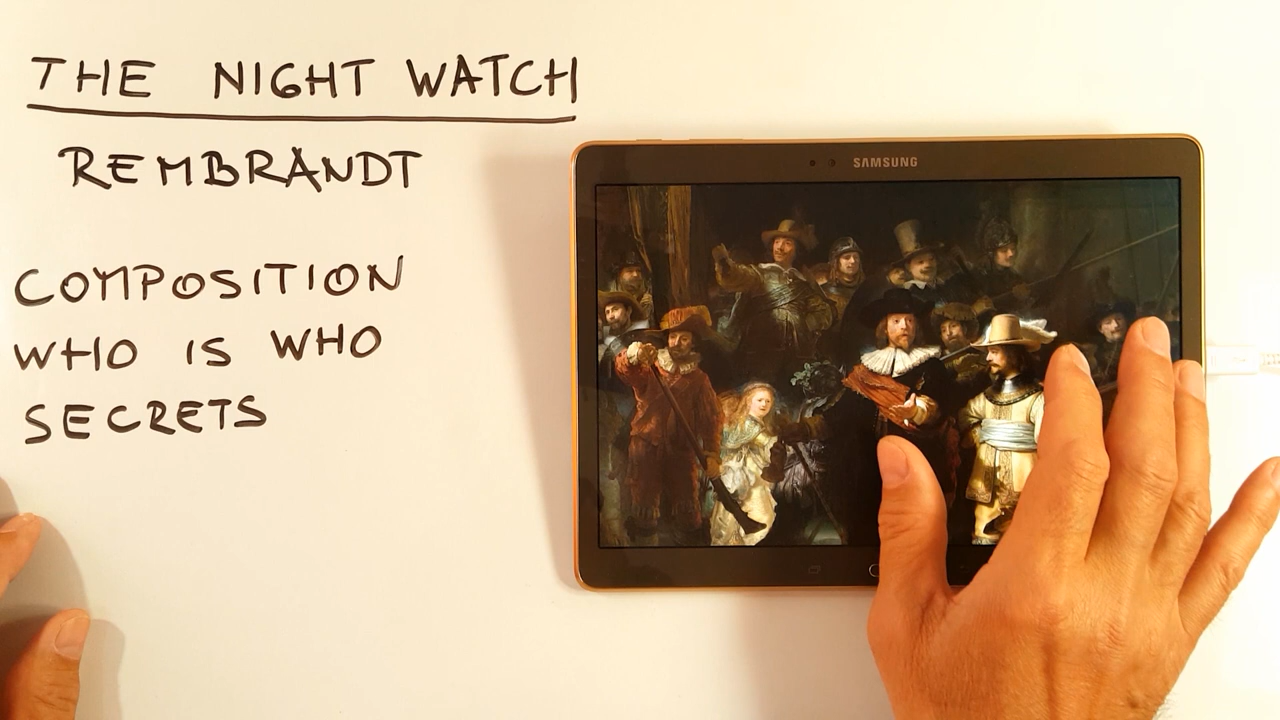 THE NIGHT WATCH
REMBRANDT
COMPOSITION
WHO IS WHO
SECRETS
SAMSUNG